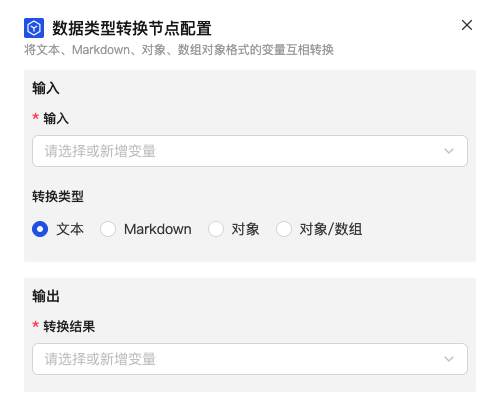 数据类型转换节点配置
将文本、Markdown、对象、数组对象格式的变量互相转换
输入
* 输入
请选择或新增变量
转换类型
文本 Markdown 对象 对象/数组
输出
* 转换结果
请选择或新增变量